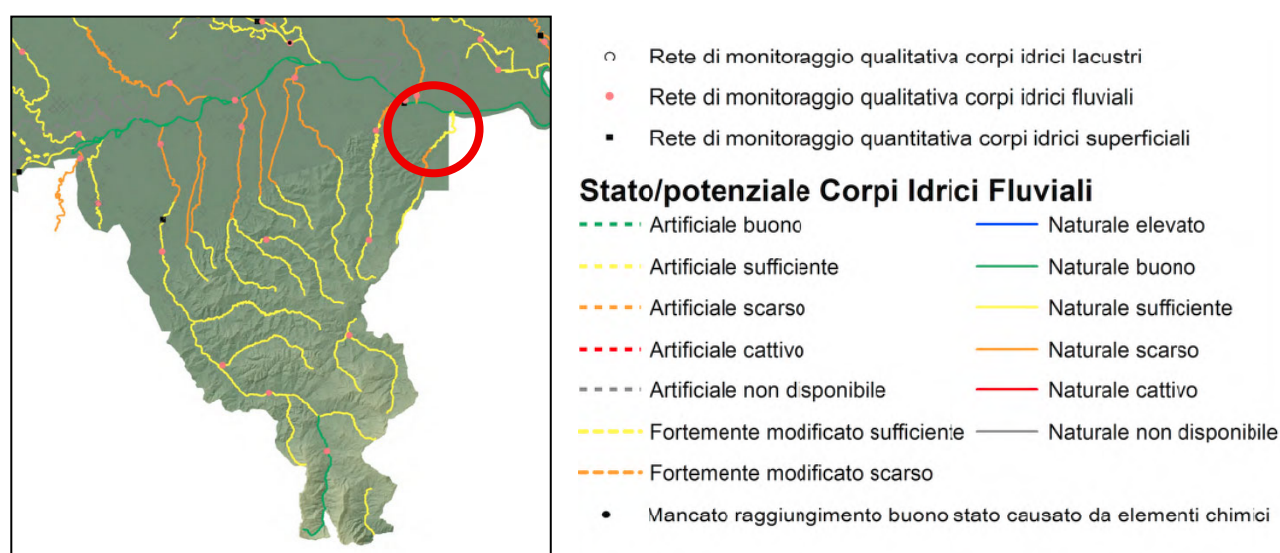 Rete di monitoraggio qualitativa corpi idrici lacustri
Rete di monitoraggio qualitativa corpi idrici fluviali
Rete di monitoraggio quantitativa corpi idrici superficiali
Stato/potenziale Corpi Idrici Fluviali
Artificiale buono
Naturale elevato
Artificiale sufficiente
Naturale buono
Artificiale scarso
Naturale sufficiente
Artificiale cattivo
Naturale scarso
Artificiale non disponibile
Naturale cattivo
Fortemente modificato sufficiente
Naturale non disponibile
Fortemente modificato scarso
Mancato raggiungimento buono stato causato da elementi chimici